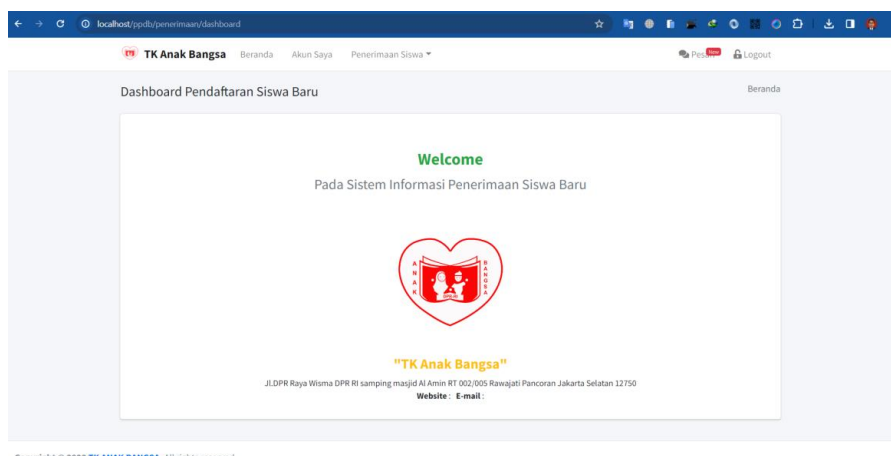 localhost/ppdb/penerimaan/dashboard
TK Anak Bangsa Beranda Akun Saya Penerimaan Siswa Pesan New Logout
Dashboard Pendaftaran Siswa Baru Beranda
Welcome
Pada Sistem Informasi Penerimaan Siswa Baru
ANAK BANGSA
"TK Anak Bangsa"
Jl.DPR Raya Wisma DPR RI samping masjid Al Amin RT 002/005 Rawajati Pancoran Jakarta Selatan 12750
Website : E-mail :